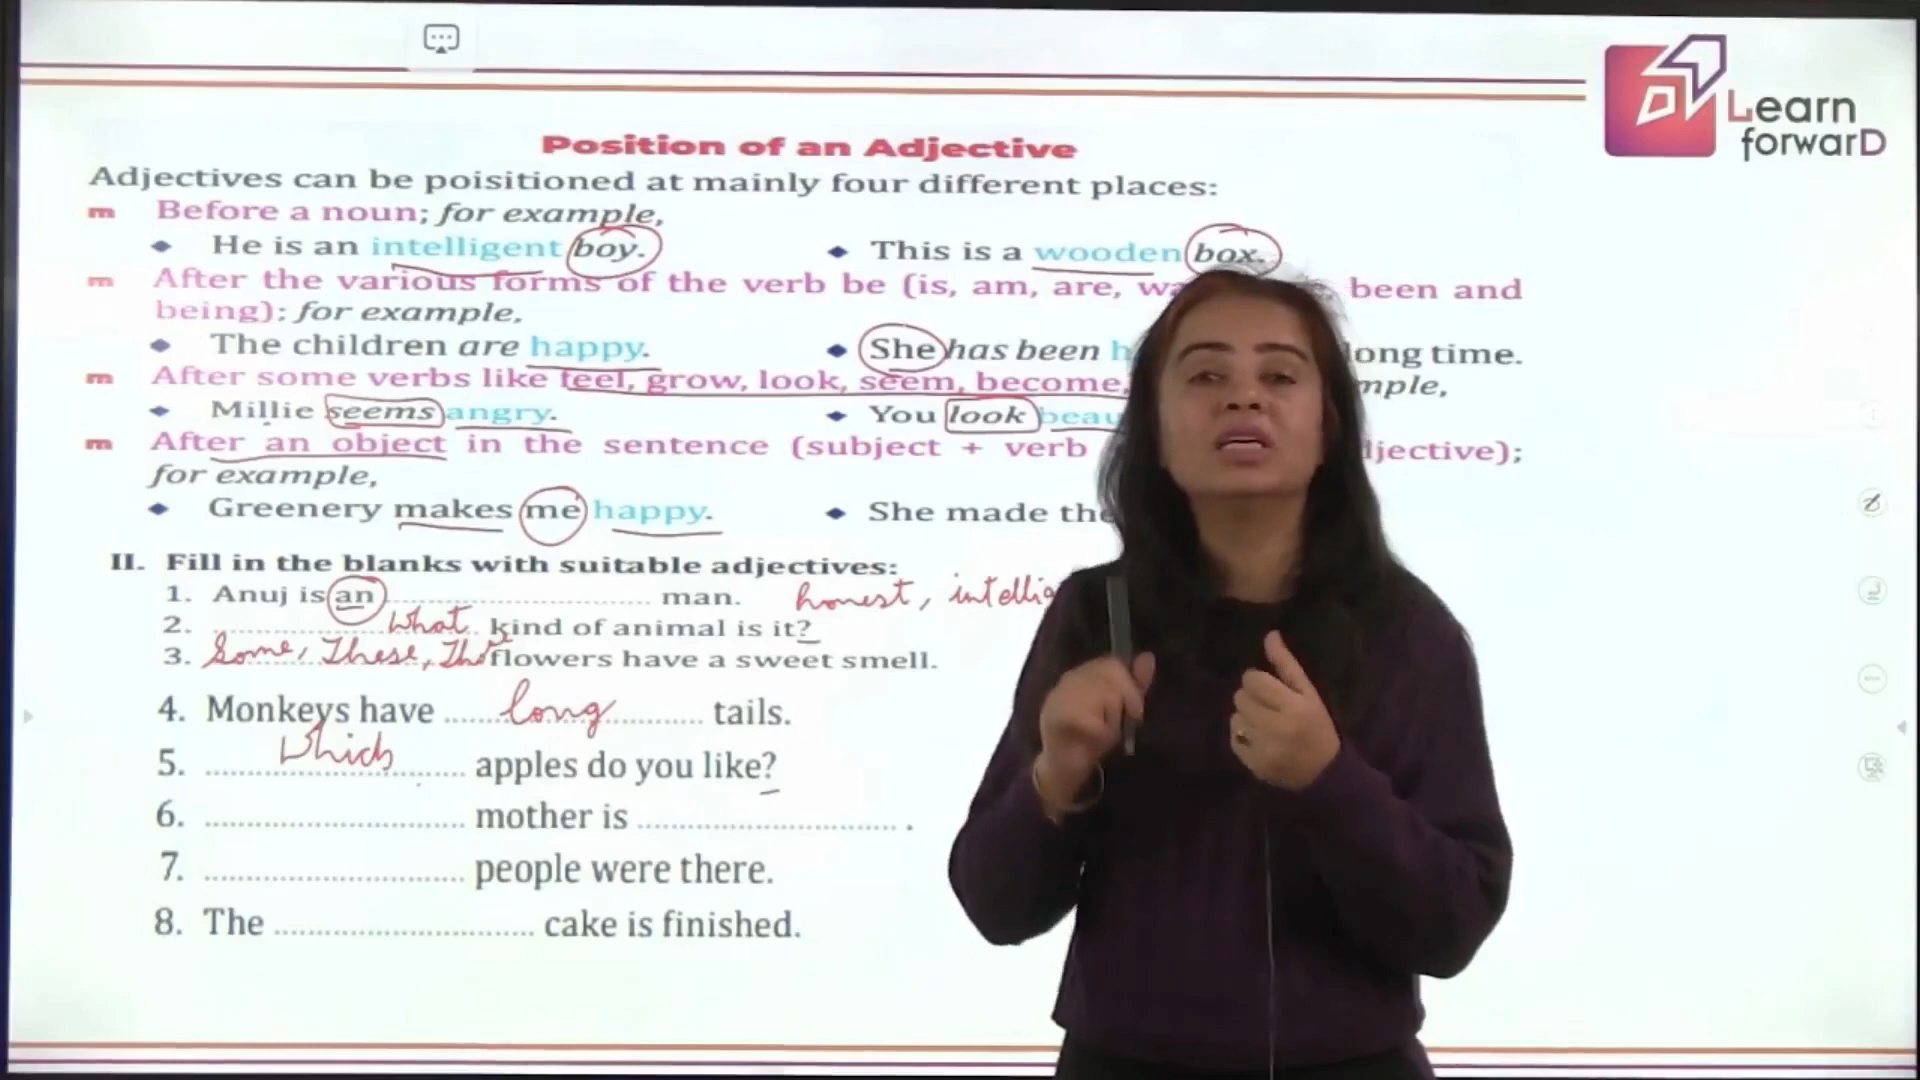 Learn
forwarD
Position of an Adjective
Adjectives can be poisitioned at mainly four different places:
m Before a noun; for example,
◆ He is an intelligent boy. ◆ This is a wooden box.
m After the various forms of the verb be (is, am, are, been and
being); for example,
◆ The children are happy. ◆ She has been long time.
m After some verbs like feel, grow, look, seem, become,
◆ Millie seems angry. ◆ You look
m After an object in the sentence (subject + verb
for example,
◆ Greenery makes me happy. ◆ She made the
II. Fill in the blanks with suitable adjectives:
1. Anuj is an .................... man. honest,
2. .................... What kind of animal is it?
3. Some, These, flowers have a sweet smell.
4. Monkeys have ...... long ............ tails.
5. ........ which ........ apples do you like?
6. .................... mother is .................... .
7. .................... people were there.
8. The .................... cake is finished.